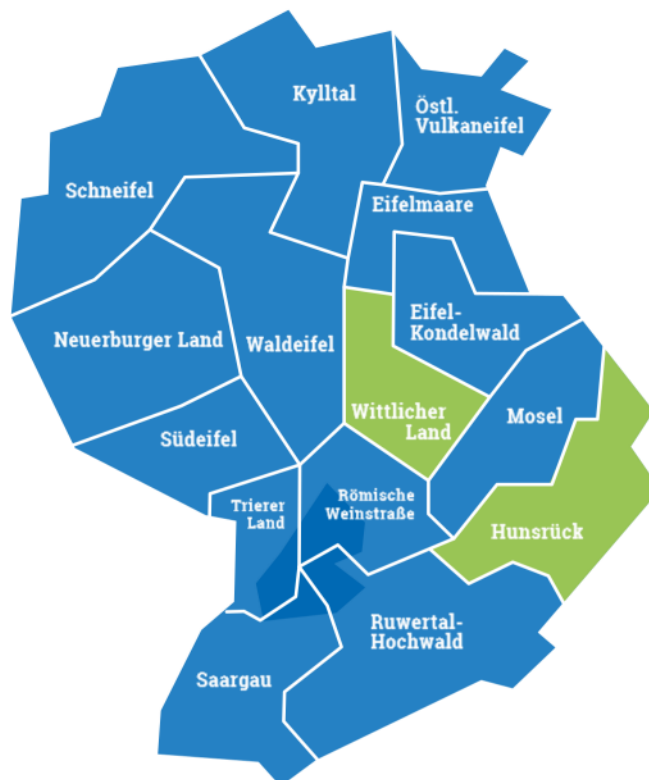 Kylltal
Östl.
Vulkaneifel
Schneifel
Eifelmaare
Neuerburger Land
Waldeifel
Eifel-
Kondelwald
Wittlicher
Land
Mosel
Südeifel
Trierer
Land
Römische
Weinstraße
Hunsrück
Ruwertal-
Hochwald
Saargau